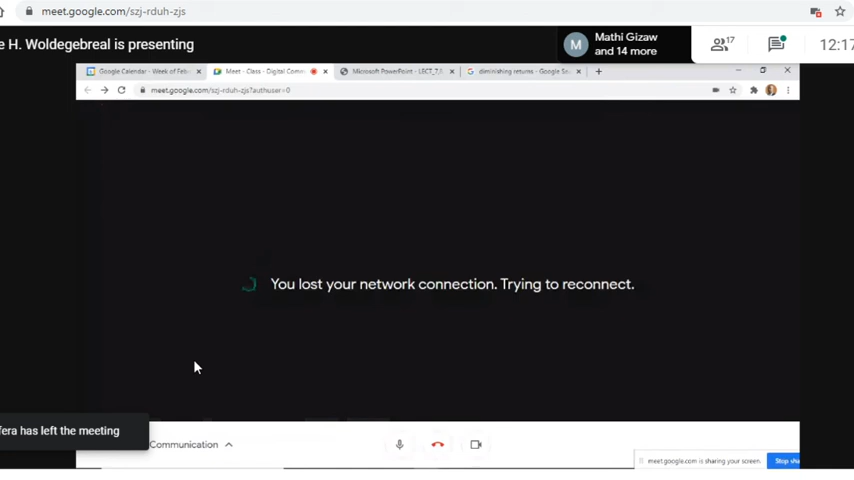 meet.google.com/szj-rduh-zjs
e H. Woldegebreal is presenting
M
Mathi Gizaw
and 14 more
17
12:17
Google Calendar - Week of Feb
Meet - Class - Digital Comm
Microsoft PowerPoint - LECT_7,
diminishing returns - Google Se
meet.google.com/szj-rduh-zjs?authuser=0
You lost your network connection. Trying to reconnect.
fera has left the meeting
Communication
meet.google.com is sharing your screen.
Stop sha